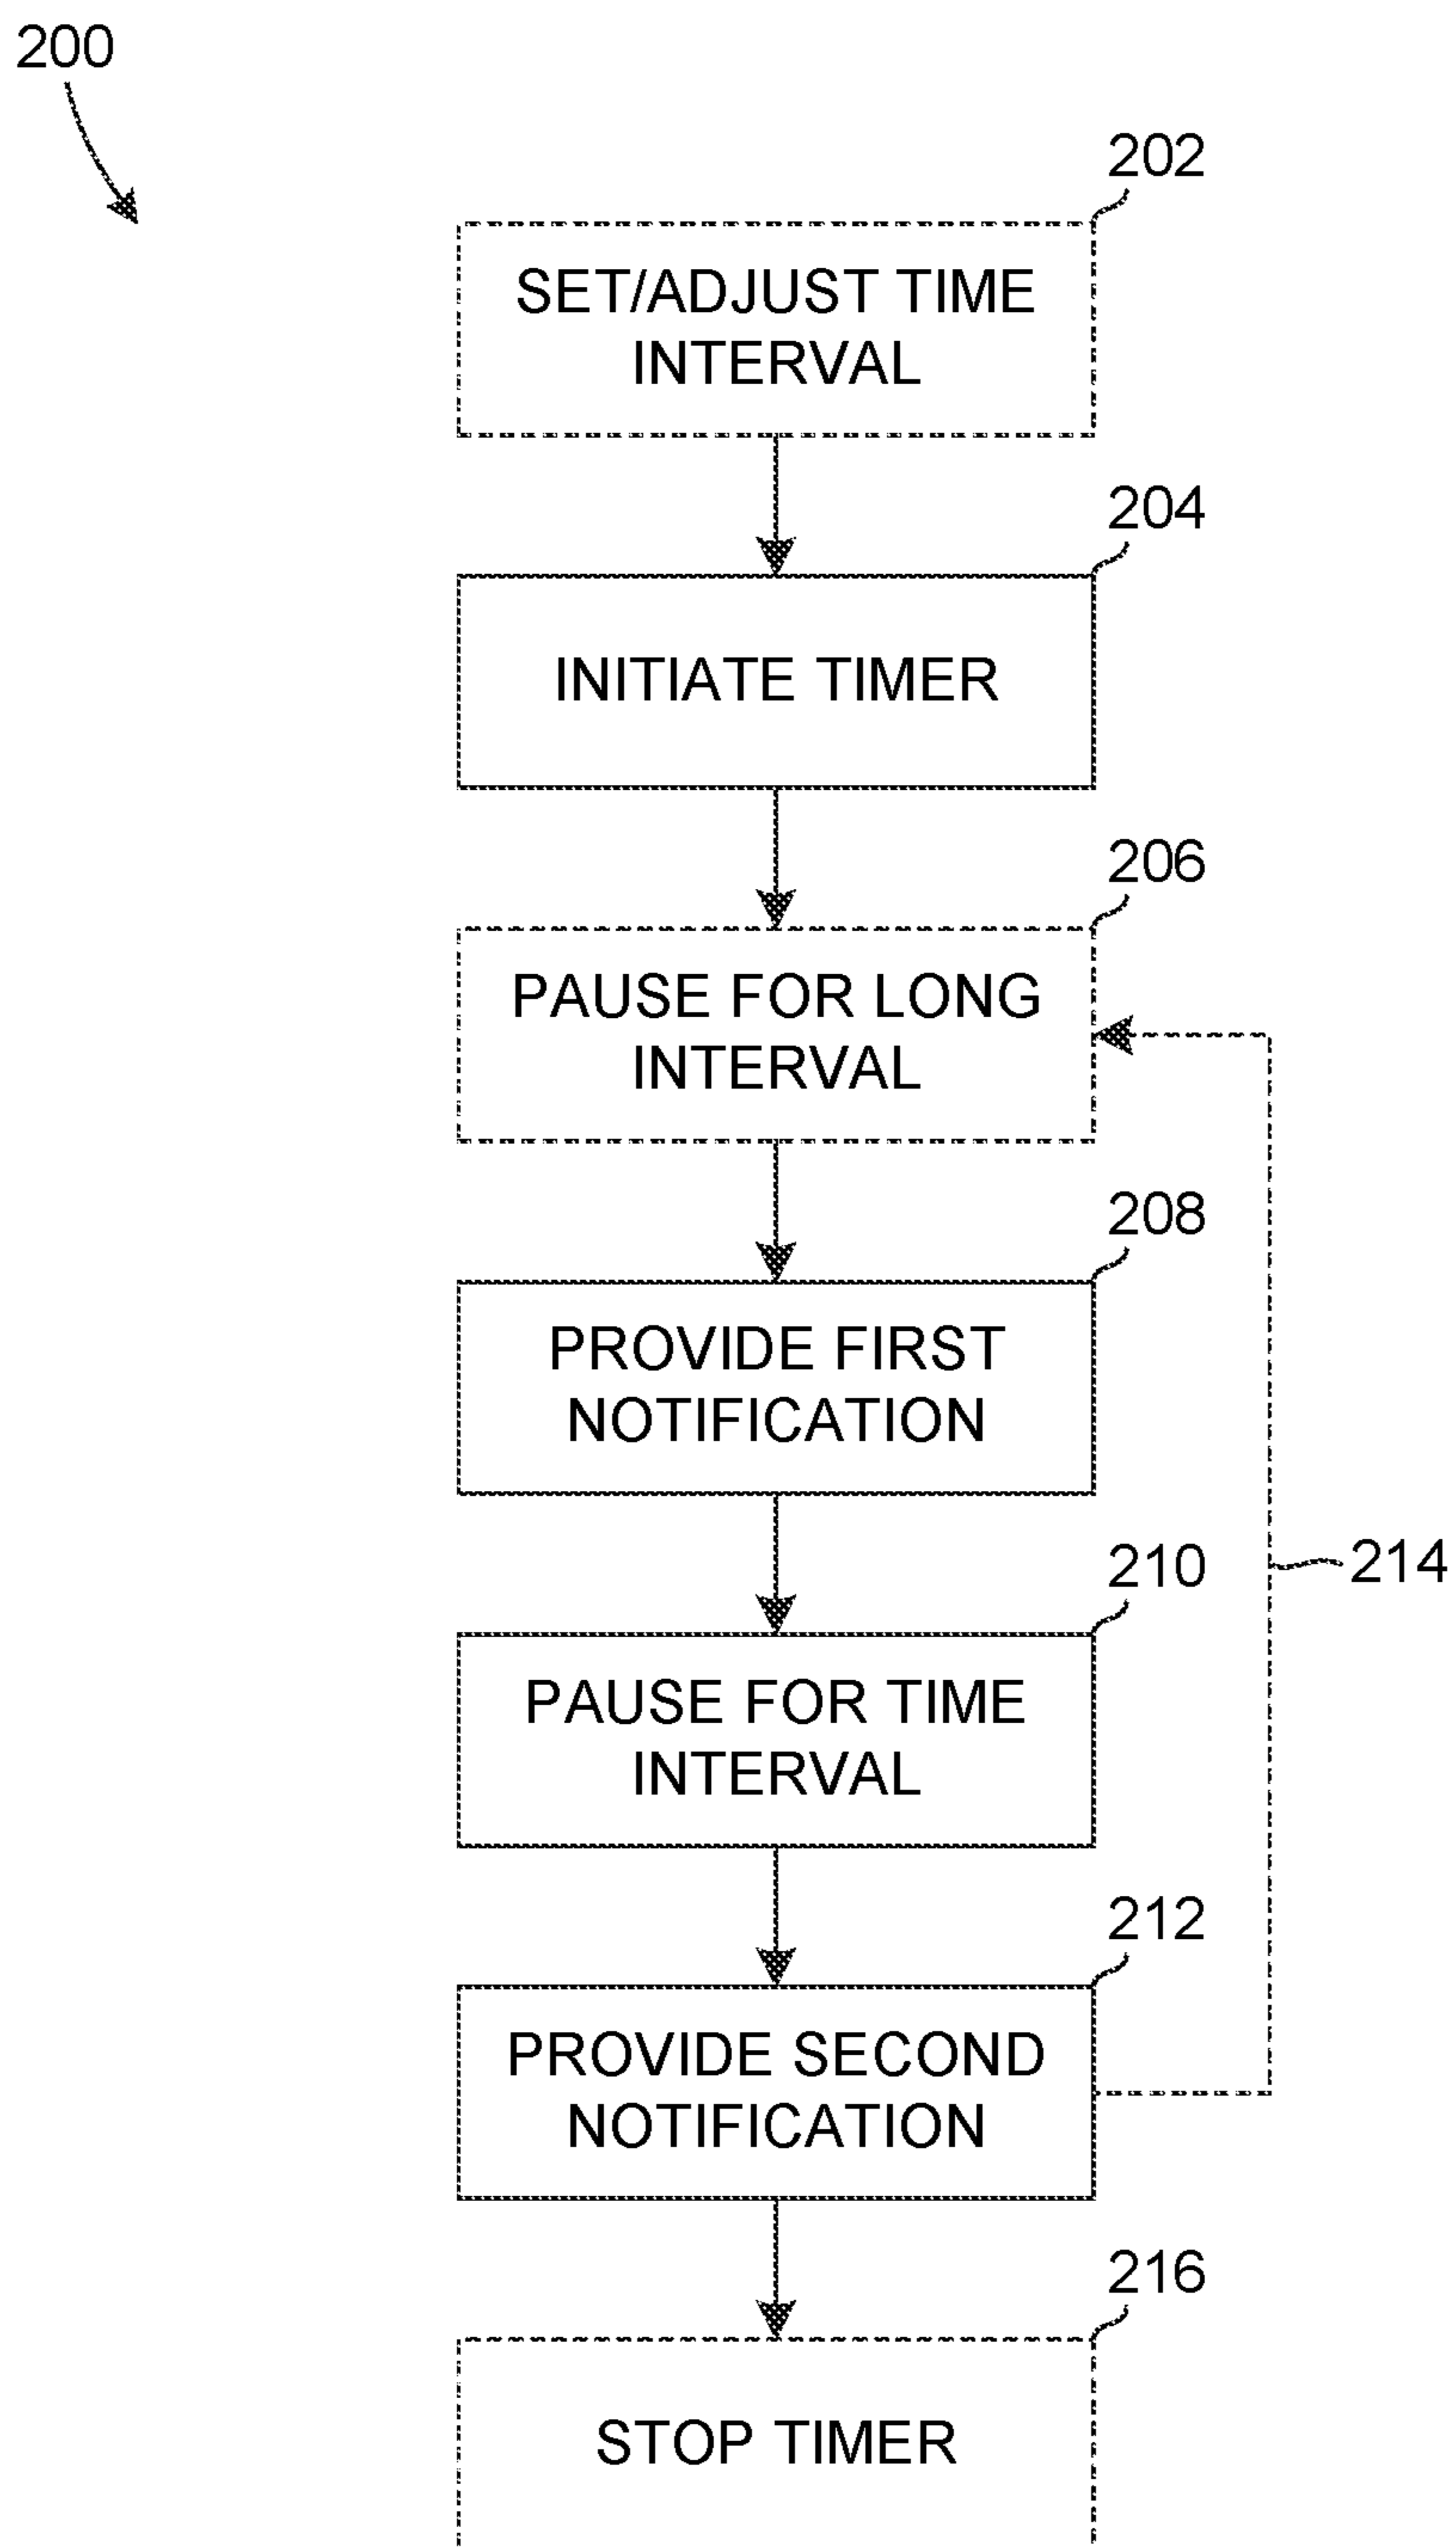 200
202
SET/ADJUST TIME
INTERVAL
204
INITIATE TIMER
206
PAUSE FOR LONG
INTERVAL
208
PROVIDE FIRST
NOTIFICATION
210
214
PAUSE FOR TIME
INTERVAL
212
PROVIDE SECOND
NOTIFICATION
216
STOP TIMER